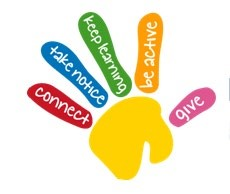 connect
take notice
keep learning
be active
give